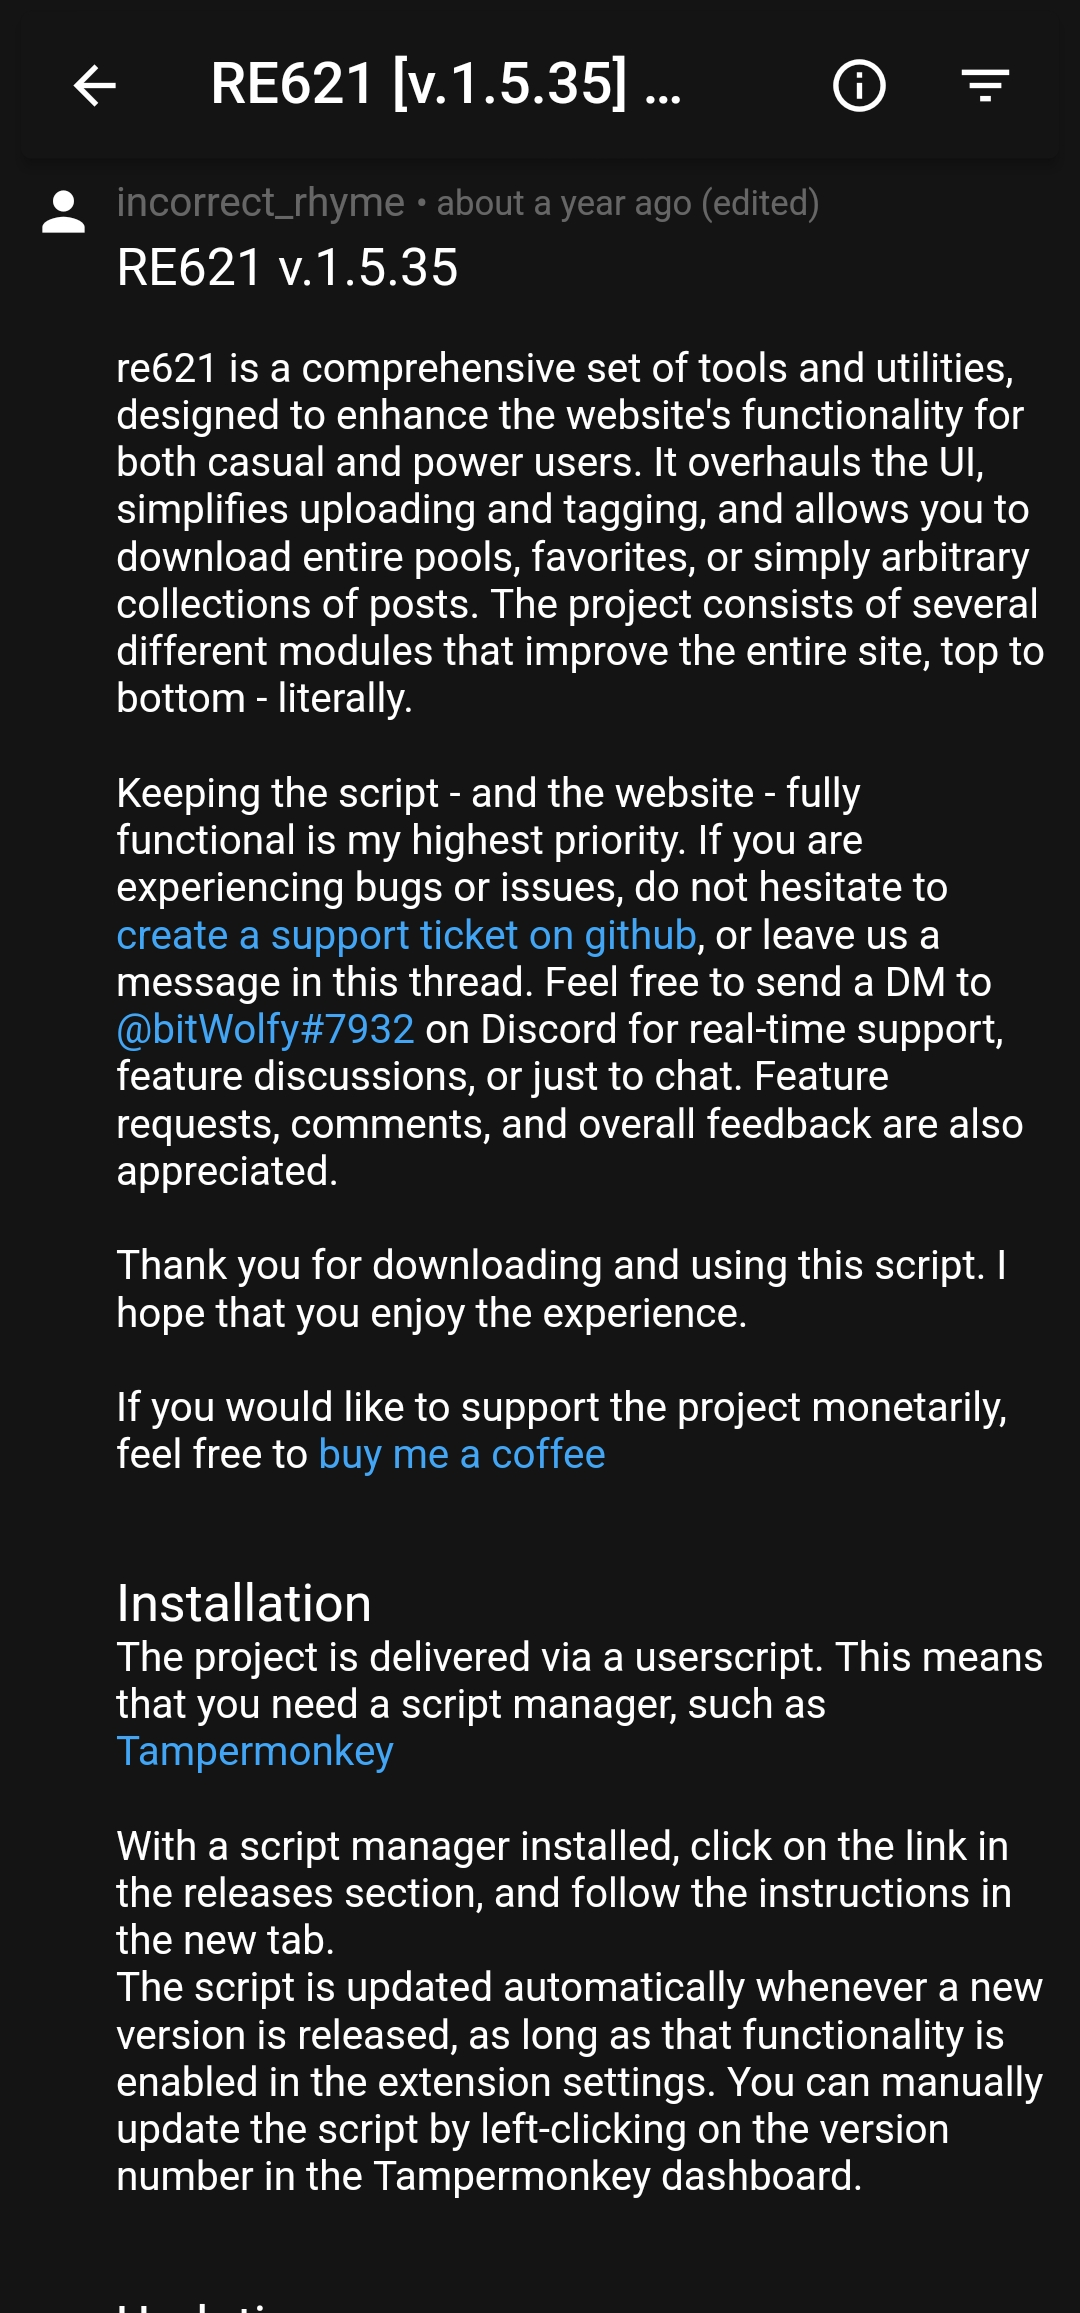 RE621 [v.1.5.35] ...
incorrect_rhyme • about a year ago (edited)
RE621 v.1.5.35
re621 is a comprehensive set of tools and utilities,
designed to enhance the website's functionality for
both casual and power users. It overhauls the UI,
simplifies uploading and tagging, and allows you to
download entire pools, favorites, or simply arbitrary
collections of posts. The project consists of several
different modules that improve the entire site, top to
bottom - literally.
Keeping the script - and the website - fully
functional is my highest priority. If you are
experiencing bugs or issues, do not hesitate to
create a support ticket on github, or leave us a
message in this thread. Feel free to send a DM to
@bitWolfy#7932 on Discord for real-time support,
feature discussions, or just to chat. Feature
requests, comments, and overall feedback are also
appreciated.
Thank you for downloading and using this script. I
hope that you enjoy the experience.
If you would like to support the project monetarily,
feel free to buy me a coffee
Installation
The project is delivered via a userscript. This means
that you need a script manager, such as
Tampermonkey
With a script manager installed, click on the link in
the releases section, and follow the instructions in
the new tab.
The script is updated automatically whenever a new
version is released, as long as that functionality is
enabled in the extension settings. You can manually
update the script by left-clicking on the version
number in the Tampermonkey dashboard.